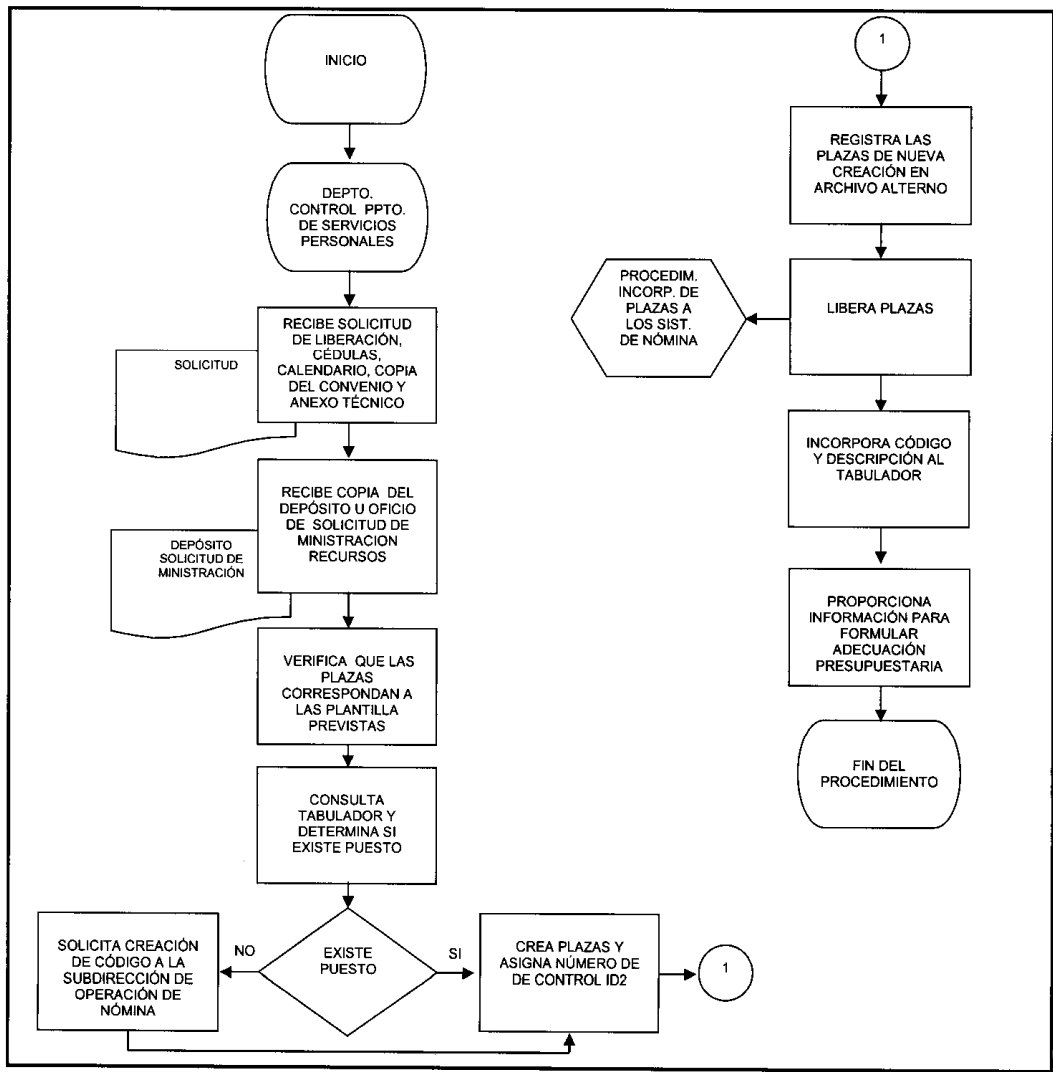 INICIO
DEPTO.
CONTROL PPTO.
DE SERVICIOS
PERSONALES
RECIBE SOLICITUD
DE LIBERACIÓN,
CÉDULAS,
CALENDARIO, COPIA
DEL CONVENIO Y
ANEXO TÉCNICO
SOLICITUD
RECIBE COPIA DEL
DEPÓSITO U OFICIO
DE SOLICITUD DE
MINISTRACION
RECURSOS
DEPÓSITO
SOLICITUD DE
MINISTRACIÓN
VERIFICA QUE LAS
PLAZAS
CORRESPONDAN A
LAS PLANTILLA
PREVISTAS
CONSULTA
TABULADOR Y
DETERMINA SI
EXISTE PUESTO
EXISTE
PUESTO
NO
SOLICITA CREACIÓN
DE CÓDIGO A LA
SUBDIRECCIÓN DE
OPERACIÓN DE
NÓMINA
SI
CREA PLAZAS Y
ASIGNA NÚMERO DE
DE CONTROL ID2
1
1
REGISTRA LAS
PLAZAS DE NUEVA
CREACIÓN EN
ARCHIVO ALTERNO
LIBERA PLAZAS
PROCEDIM.
INCORP. DE
PLAZAS A
LOS SIST.
DE NÓMINA
INCORPORA CÓDIGO
Y DESCRIPCIÓN AL
TABULADOR
PROPORCIONA
INFORMACIÓN PARA
FORMULAR
ADECUACIÓN
PRESUPUESTARIA
FIN DEL
PROCEDIMIENTO